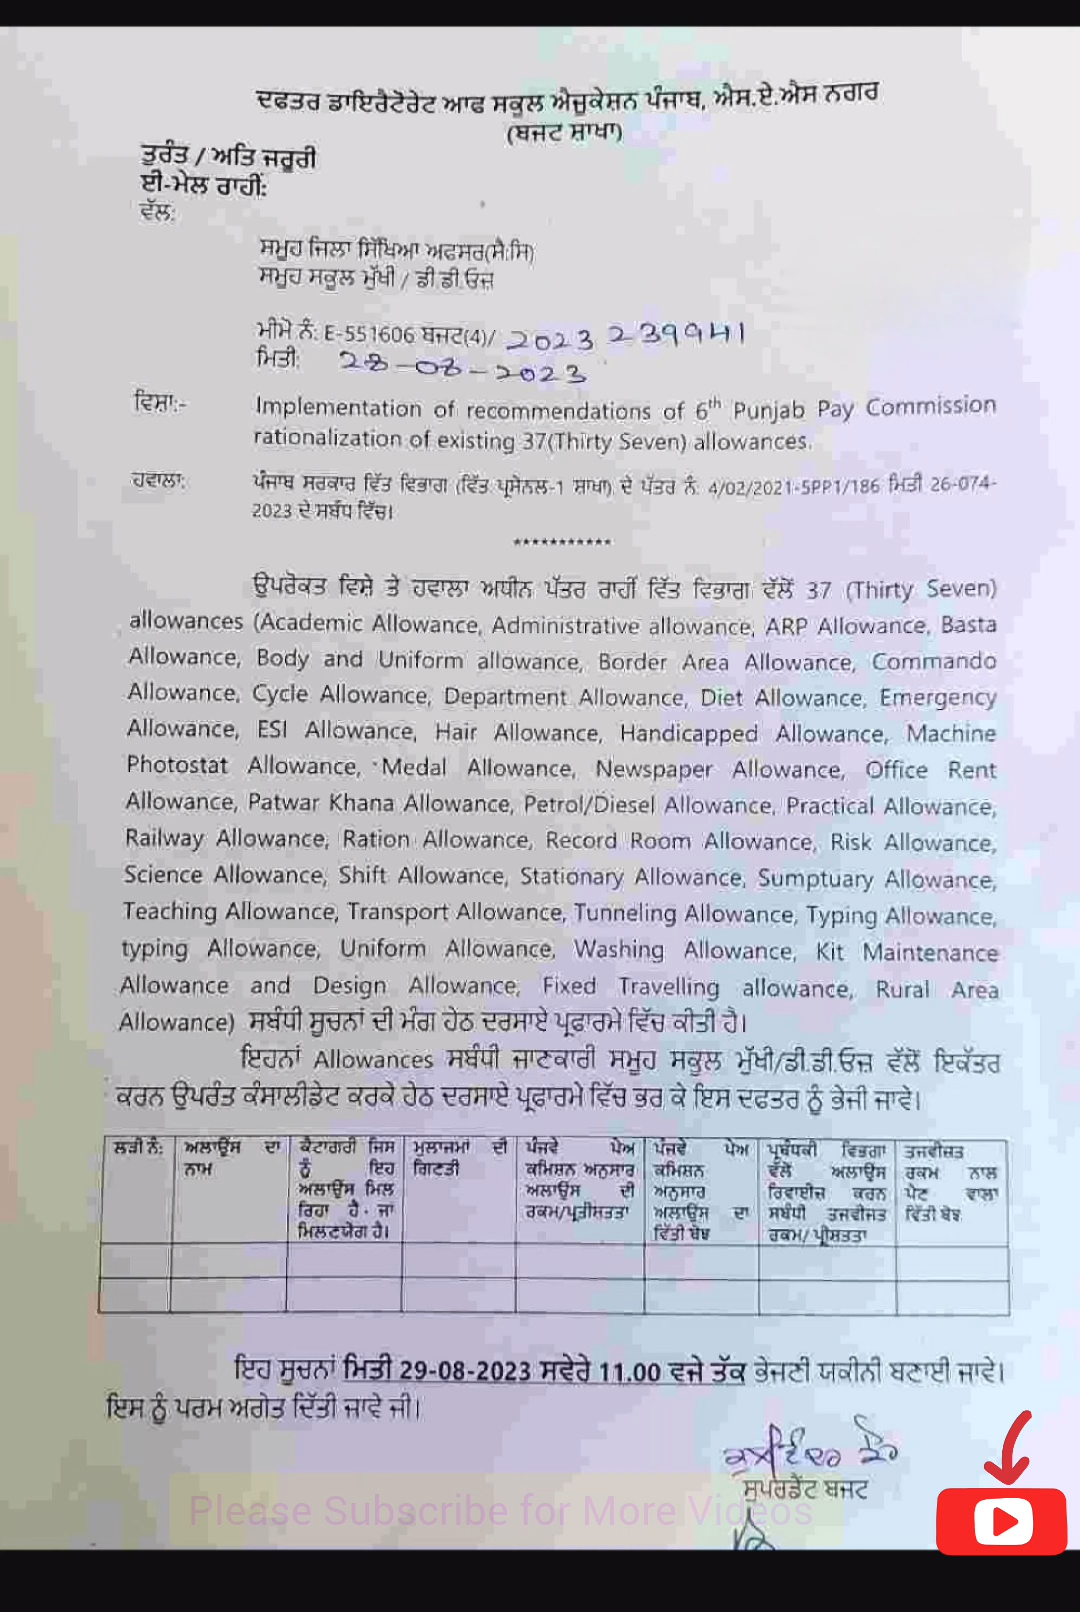 ਦਫਤਰ ਡਾਇਰੈਟੋਰੇਟ ਆਫ ਸਕੂਲ ਐਜੁਕੇਸ਼ਨ ਪੰਜਾਬ, ਐਸ.ਏ.ਐਸ ਨਗਰ
(ਬਜਟ ਸ਼ਾਖਾ)
ਤੁਰੰਤ / ਅਤਿ ਜਰੂਰੀ
ਈ-ਮੇਲ ਰਾਹੀਂ:
ਵੱਲ:
ਸਮੂਹ ਜਿਲਾ ਸਿੱਖਿਆ ਅਫਸਰ(ਸੈ:ਸਿ)
ਸਮੂਹ ਸਕੂਲ ਮੁੱਖੀ / ਡੀ.ਡੀ.ਓਜ਼
ਮੀਮੋ ਨੰ: E-551606 ਬਜਟ(4)/ 2023 239941
ਮਿਤੀ: 28-08-2023
ਵਿਸ਼ਾ:- Implementation of recommendations of 6th Punjab Pay Commission
rationalization of existing 37(Thirty Seven) allowances.
ਹਵਾਲਾ: ਪੰਜਾਬ ਸਰਕਾਰ ਵਿੱਤ ਵਿਭਾਗ (ਵਿੱਤ ਪ੍ਰਸੋਨਲ-1 ਸ਼ਾਖਾ) ਦੇ ਪੱਤਰ ਨੰ: 4/02/2021-5PP1/186 ਮਿਤੀ 26-074-
2023 ਦੇ ਸਬੰਧ ਵਿੱਚ।
***********
ਉਪਰੋਕਤ ਵਿਸ਼ੇ ਤੇ ਹਵਾਲਾ ਅਧੀਨ ਪੱਤਰ ਰਾਹੀਂ ਵਿੱਤ ਵਿਭਾਗ ਵੱਲੋਂ 37 (Thirty Seven)
allowances (Academic Allowance, Administrative allowance, ARP Allowance, Basta
Allowance, Body and Uniform allowance, Border Area Allowance, Commando
Allowance, Cycle Allowance, Department Allowance, Diet Allowance, Emergency
Allowance, ESI Allowance, Hair Allowance, Handicapped Allowance, Machine
Photostat Allowance, Medal Allowance, Newspaper Allowance, Office Rent
Allowance, Patwar Khana Allowance, Petrol/Diesel Allowance, Practical Allowance,
Railway Allowance, Ration Allowance, Record Room Allowance, Risk Allowance,
Science Allowance, Shift Allowance, Stationary Allowance, Sumptuary Allowance,
Teaching Allowance, Transport Allowance, Tunneling Allowance, Typing Allowance,
typing Allowance, Uniform Allowance, Washing Allowance, Kit Maintenance
Allowance and Design Allowance, Fixed Travelling allowance, Rural Area
Allowance) ਸਬੰਧੀ ਸੂਚਨਾਂ ਦੀ ਮੰਗ ਹੇਠ ਦਰਸਾਏ ਪ੍ਰਫਾਰਮੇ ਵਿੱਚ ਕੀਤੀ ਹੈ।
ਇਹਨਾਂ Allowances ਸਬੰਧੀ ਜਾਣਕਾਰੀ ਸਮੂਹ ਸਕੂਲ ਮੁੱਖੀ/ਡੀ.ਡੀ.ਓਜ਼ ਵੱਲੋਂ ਇਕੱਤਰ
ਕਰਨ ਉਪਰੰਤ ਕੰਸਾਲੀਡੇਟ ਕਰਕੇ ਹੇਠ ਦਰਸਾਏ ਪ੍ਰਫਾਰਮੇ ਵਿੱਚ ਭਰ ਕੇ ਇਸ ਦਫਤਰ ਨੂੰ ਭੇਜੀ ਜਾਵੇ।
ਲੜੀ ਨੰ: ਅਲਾਉਂਸ ਦਾ ਕੈਟਾਗਰੀ ਜਿਸ ਮੁਲਾਜਮਾਂ ਦੀ ਪੰਜਵੇ ਪੇਅ ਪੰਜਵੇ ਪੇਅ ਪ੍ਰਬੰਧਕੀ ਵਿਭਗਾ ਤਜਵੀਜ਼ਤ
ਨਾਮ ਨੂੰ ਇਹ ਗਿਣਤੀ ਕਮਿਸ਼ਨ ਅਨੁਸਾਰ ਕਮਿਸ਼ਨ ਵੱਲੋਂ ਅਲਾਉਂਸ ਰਕਮ ਨਾਲ
ਅਲਾਉਂਸ ਮਿਲ ਅਲਾਉਂਸ ਦੀ ਅਨੁਸਾਰ ਰਿਵਾਈਜ਼ ਕਰਨ ਪੈਣ ਵਾਲਾ
ਰਿਹਾ ਹੈ. ਜਾਂ ਰਕਮ/ਪ੍ਰਤੀਸ਼ਤਤਾ ਅਲਾਉਂਸ ਦਾ ਸਬੰਧੀ ਤਜਵੀਜ਼ਤ ਵਿੱਤੀ ਬੋਝ
ਮਿਲਣਯੋਗ ਹੈ। ਵਿੱਤੀ ਬੋਝ ਰਕਮ/ ਪ੍ਰੀਸ਼ਤਤਾ
ਇਹ ਸੂਚਨਾਂ ਮਿਤੀ 29-08-2023 ਸਵੇਰੇ 11.00 ਵਜੇ ਤੱਕ ਭੇਜਣੀ ਯਕੀਨੀ ਬਣਾਈ ਜਾਵੇ।
ਇਸ ਨੂੰ ਪਰਮ ਅਗੇਤ ਦਿੱਤੀ ਜਾਵੇ ਜੀ।
ਸੁਪਰਡੈਂਟ ਬਜਟ
Please Subscribe for More Videos